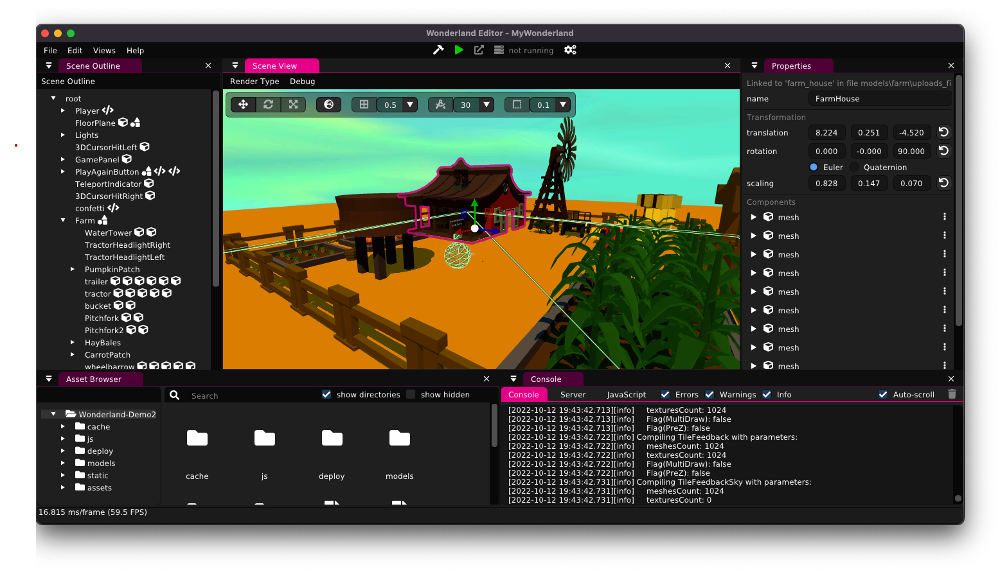 Wonderland Editor - MyWonderland
File Edit Views Help
not running
Scene Outline
Scene Outline
root
Player
FloorPlane
Lights
3DCursorHitLeft
GamePanel
PlayAgainButton
TeleportIndicator
3DCursorHitRight
confetti
Farm
WaterTower
TractorHeadlightRight
TractorHeadlightLeft
PumpkinPatch
trailer
tractor
bucket
Pitchfork
Pitchfork2
HayBales
CarrotPatch
wheelbarrow
Scene View
Render Type Debug
0.5 30 0.1
Properties
Linked to 'farm_house' in file models\farm\uploads_fi
name FarmHouse
Transformation
translation 8.224 0.251 -4.520
rotation 0.000 -0.000 90.000
Euler Quaternion
scaling 0.828 0.147 0.070
Components
mesh
mesh
mesh
mesh
mesh
mesh
mesh
mesh
mesh
Asset Browser
Search show directories show hidden
Wonderland-Demo2
cache
js
deploy
models
static
assets
cache js deploy models
Console
Console Server JavaScript Errors Warnings Info Auto-scroll
[2022-10-12 19:43:42.713][info] texturesCount: 1024
[2022-10-12 19:43:42.713][info] Flag(MultiDraw): false
[2022-10-12 19:43:42.713][info] Flag(PreZ): false
[2022-10-12 19:43:42.722][info] Compiling TileFeedback with parameters:
[2022-10-12 19:43:42.722][info] meshesCount: 1024
[2022-10-12 19:43:42.722][info] texturesCount: 1024
[2022-10-12 19:43:42.722][info] Flag(MultiDraw): false
[2022-10-12 19:43:42.722][info] Flag(PreZ): false
[2022-10-12 19:43:42.731][info] Compiling TileFeedbackSky with parameters:
[2022-10-12 19:43:42.731][info] meshesCount: 1024
[2022-10-12 19:43:42.731][info] texturesCount: 0
16.815 ms/frame (59.5 FPS)